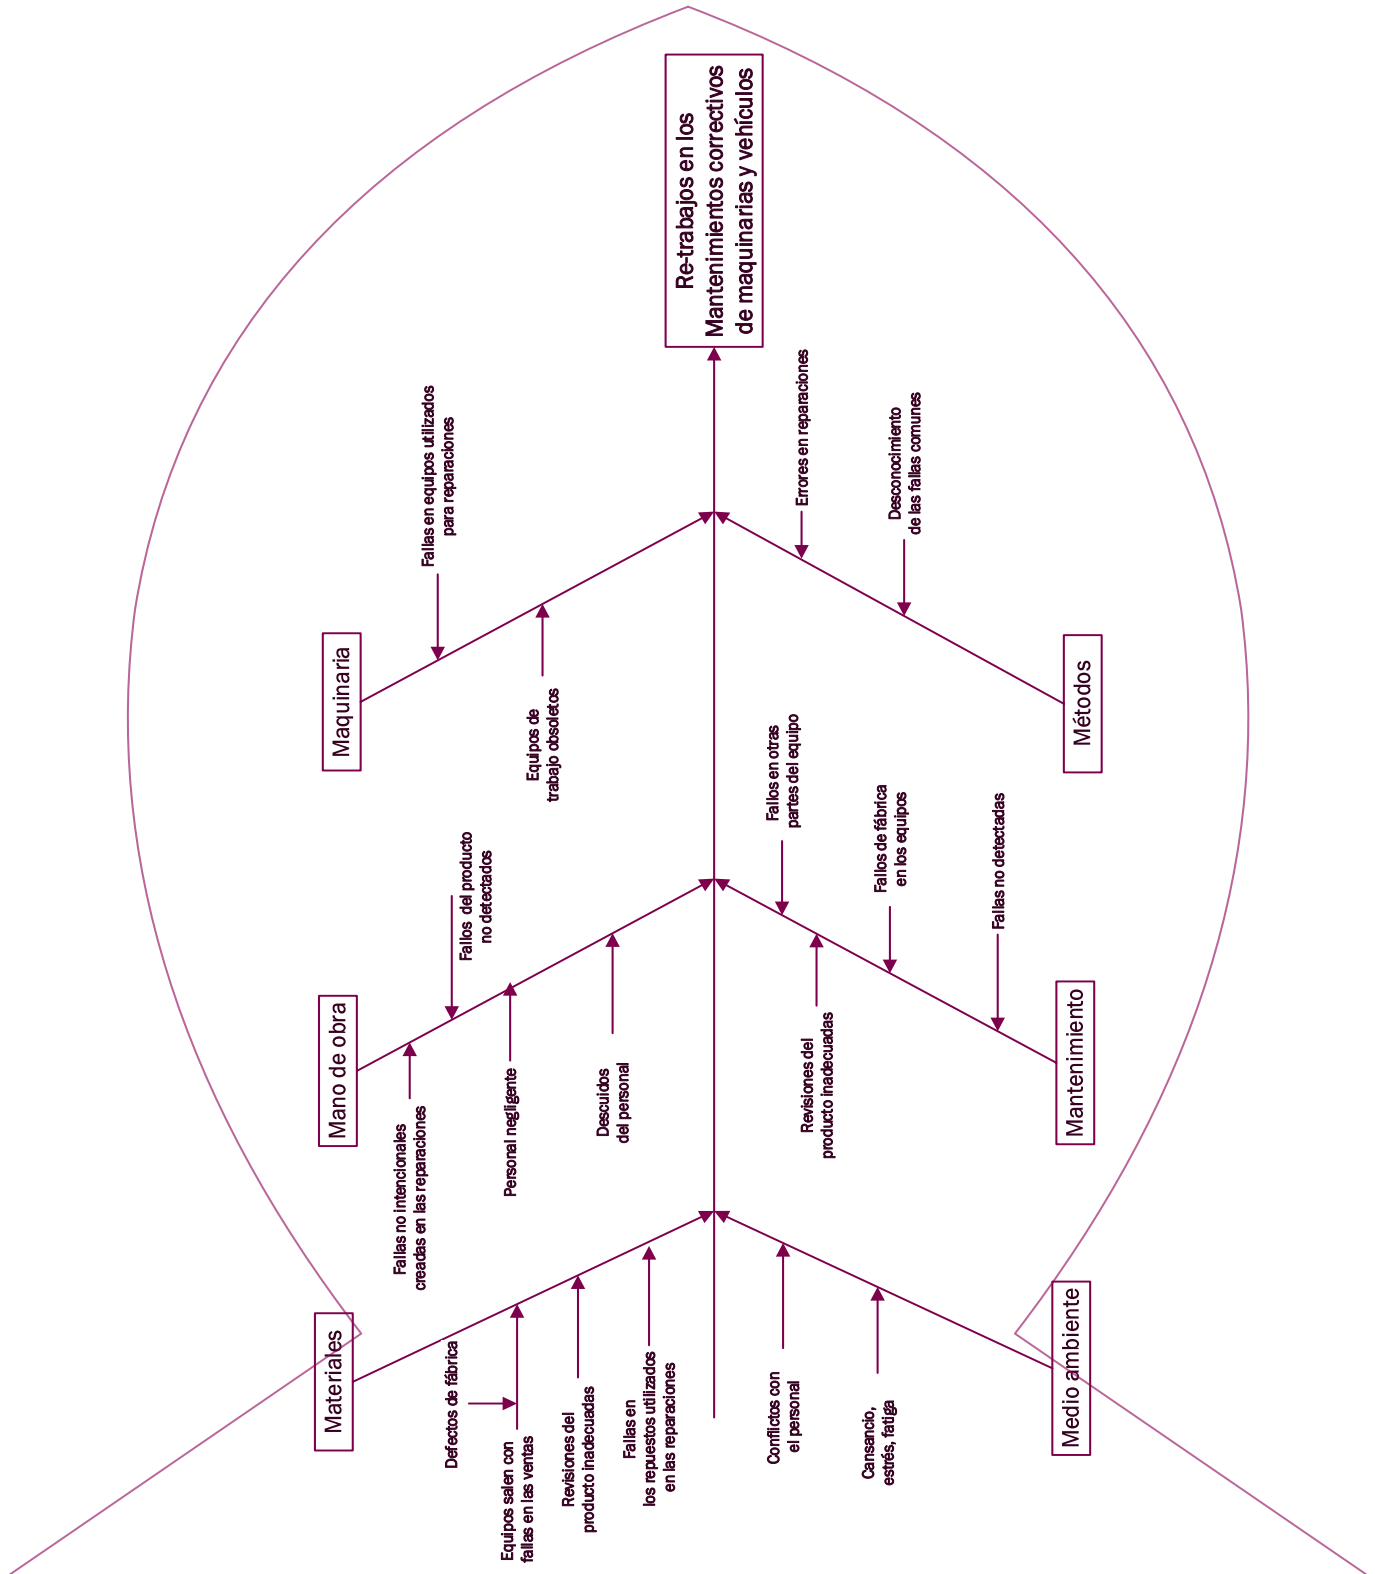 Re-trabajos en los
Mantenimientos correctivos
de maquinarias y vehículos
Materiales
Defectos de fábrica
Equipos salen con
fallas en las ventas
Revisiones del
producto inadecuadas
Fallas en
los repuestos utilizados
en las reparaciones
Mano de obra
Fallas no intencionales
creadas en las reparaciones
Fallos del producto
no detectados
Personal negligente
Descuidos
del personal
Maquinaria
Fallas en equipos utilizados
para reparaciones
Equipos de
trabajo obsoletos
Medio ambiente
Conflictos con
el personal
Cansancio,
estrés, fatiga
Mantenimiento
Fallos en otras
partes del equipo
Revisiones del
producto inadecuadas
Fallos de fábrica
en los equipos
Fallas no detectadas
Métodos
Errores en reparaciones
Desconocimiento
de las fallas comunes